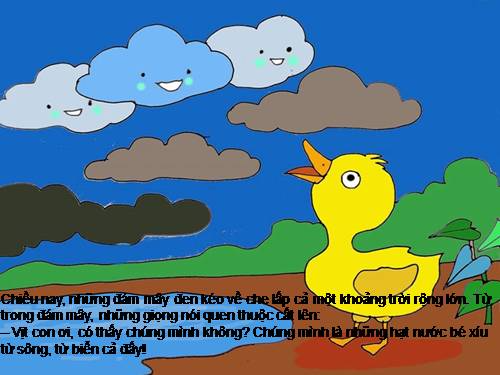 Chiều nay, những đám mây đen kéo về che lấp cả một khoảng trời rộng lớn. Từ
trong đám mây, những giọng nói quen thuộc cất lên:
- Vịt con ơi, có thấy chúng mình không? Chúng mình là những hạt nước bé xíu
từ sông, từ biển cả đấy!